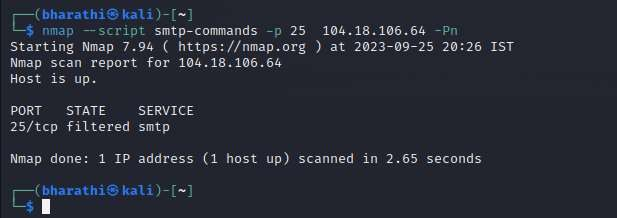 ┌──(bharathi㉿kali)-[~]
└─$ nmap --script smtp-commands -p 25  104.18.106.64 -Pn
Starting Nmap 7.94 ( https://nmap.org ) at 2023-09-25 20:26 IST
Nmap scan report for 104.18.106.64
Host is up.
PORT   STATE    SERVICE
25/tcp filtered smtp
Nmap done: 1 IP address (1 host up) scanned in 2.65 seconds
┌──(bharathi㉿kali)-[~]
└─$